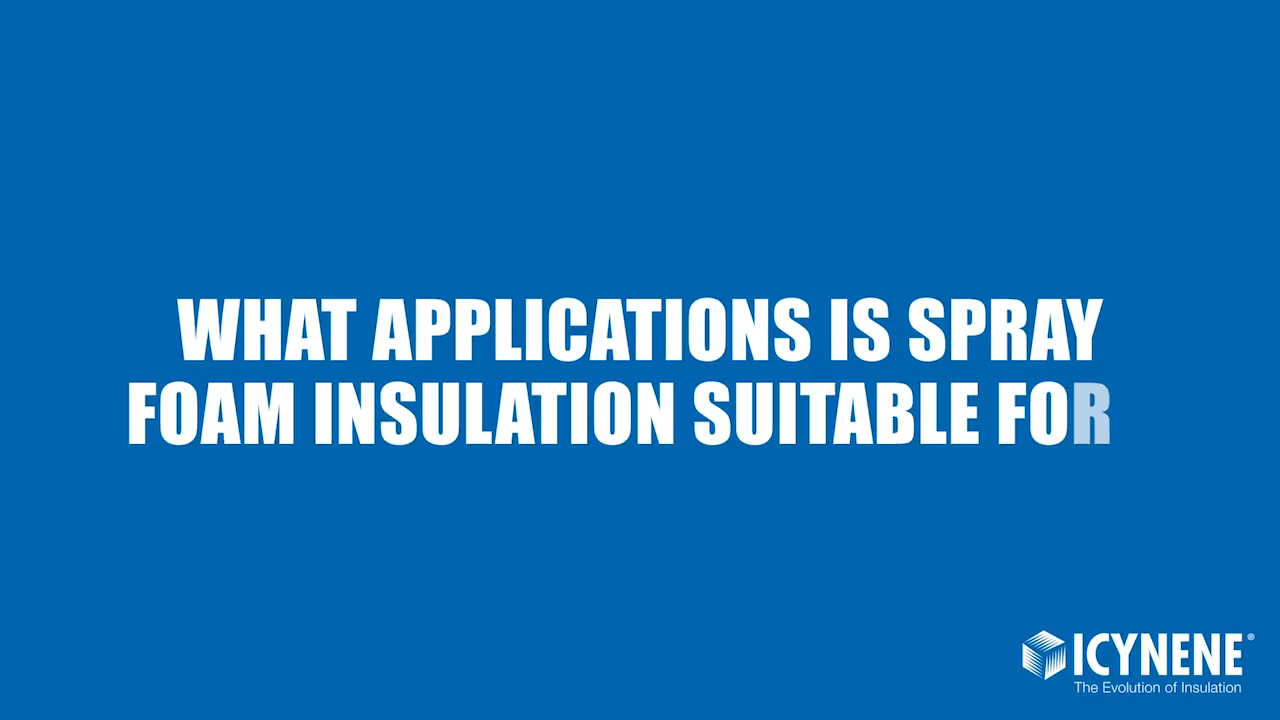 WHAT APPLICATIONS IS SPRAY
FOAM INSULATION SUITABLE FOR
ICYNENE®
The Evolution of Insulation